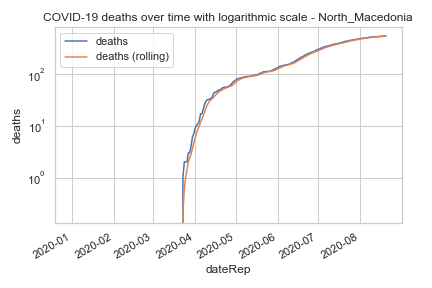 COVID-19 deaths over time with logarithmic scale - North_Macedonia
deaths
deaths (rolling)
10²
10¹
10⁰
deaths
2020-01
2020-02
2020-03
2020-04
2020-05
2020-06
2020-07
2020-08
dateRep